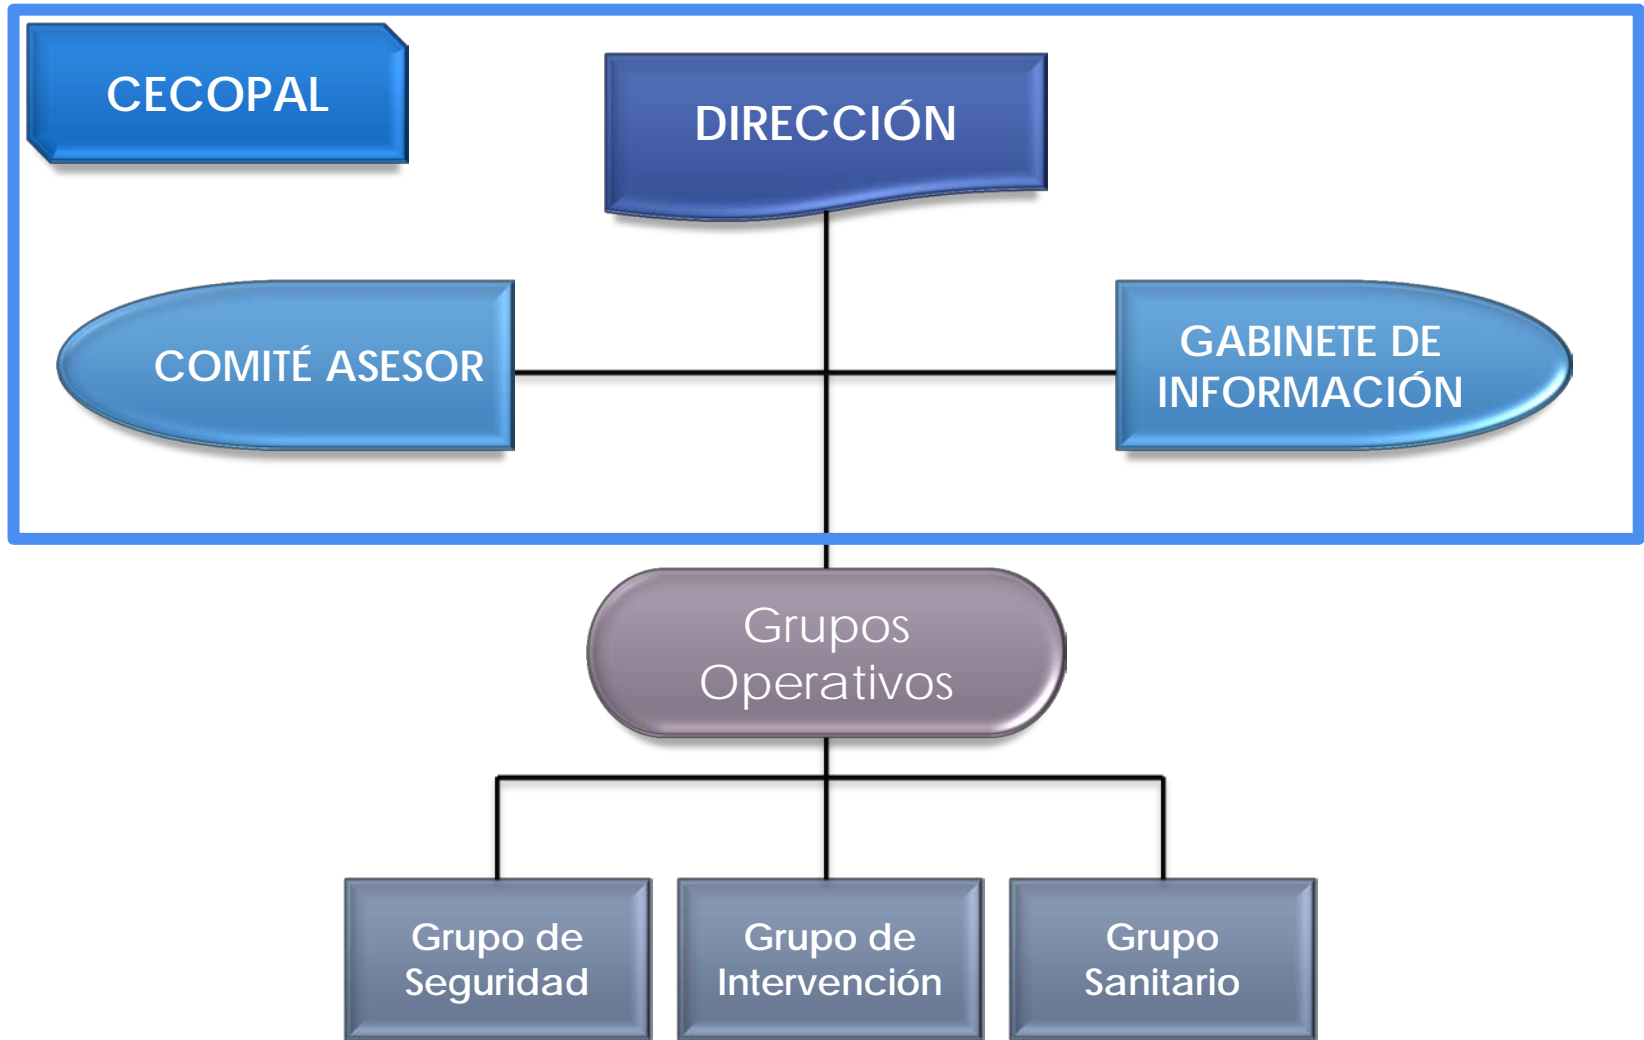 CECOPAL
DIRECCIÓN
COMITÉ ASESOR
GABINETE DE
INFORMACIÓN
Grupos
Operativos
Grupo de
Seguridad
Grupo de
Intervención
Grupo
Sanitario